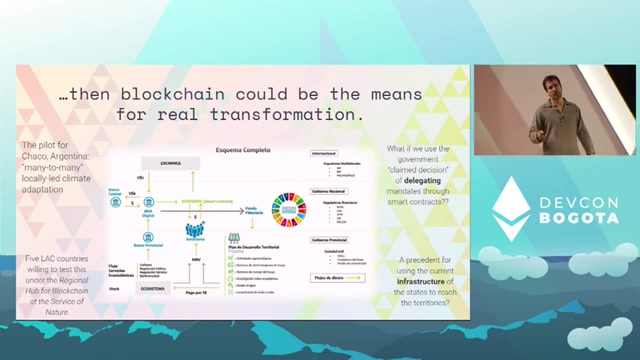 …then blockchain could be the means
for real transformation.
The pilot for
Chaco, Argentina:
"many-to-many"
locally-led climate
adaptation
Five LAC countries
willing to test this
under the Regional
Hub for Blockchain
at the Service of
Nature
Esquema Completo
EXCHANGE
U$s
U$s
$
Banco
Central
BNA
Digital
(Smart Contract)
$
Fondo
Fiduciario
Banco Provincial
Plan de Desarrollo Territorial
Flujo
Servicios
Ecosistémicos
MRV
Stock
ECOSISTEMA
Pago por SE
Internacional
Organismos Multilaterales
Gobierno Nacional
Gobierno Provincial
Flujos de dinero
What if we use the
government
"claimed decision"
of delegating
mandates through
smart contracts??
A precedent for
using the current
infrastructure of
the states to reach
the territories?
DEVCON
BOGOTA